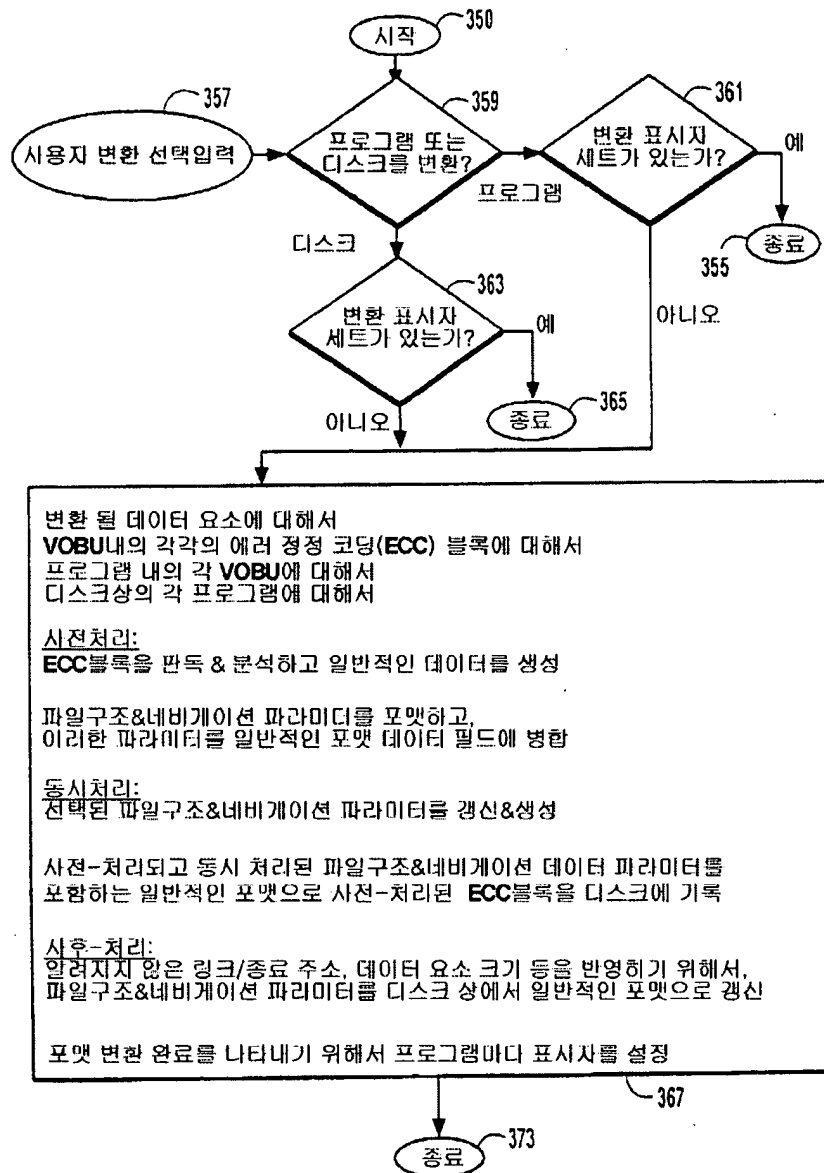 시작
350
357
사용자 변환 선택입력
359
프로그램 또는
디스크를 변환?
361
변환 표시자
세트가 있는가?
예
프로그램
종료
355
디스크
363
변환 표시자
세트가 있는가?
예
아니오
종료
365
아니오
변환 될 데이터 요소에 대해서
VOBU내의 각각의 에러 정정 코딩(ECC) 블록에 대해서
프로그램 내의 각 VOBU에 대해서
디스크상의 각 프로그램에 대해서
사전처리:
ECC블록을 판독 & 분석하고 일반적인 데이터를 생성
파일구조&네비게이션 파라미터를 포맷하고,
이러한 파라미터를 일반적인 포맷 데이터 필드에 병합
동시처리:
선택된 파일구조&네비게이션 파라미터를 갱신&생성
사전-처리되고 동시 처리된 파일구조&네비게이션 데이터 파라미터를
포함하는 일반적인 포맷으로 사전-처리된 ECC블록을 디스크에 기록
사후-처리:
알려지지 않은 링크/종료 주소, 데이터 요소 크기 등을 반영하기 위해서,
파일구조&네비게이션 파라미터를 디스크 상에서 일반적인 포맷으로 갱신
포맷 변환 완료를 나타내기 위해서 프로그램마다 표시자를 설정
367
종료
373